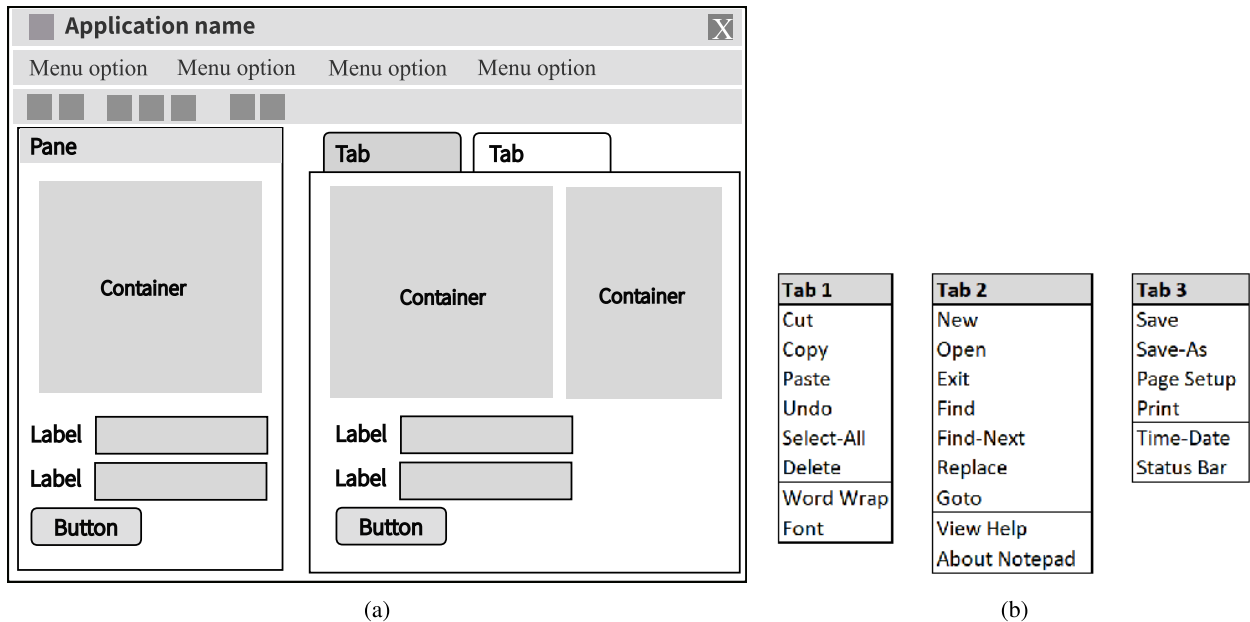 Application name
X
Menu option Menu option Menu option Menu option
Pane
Container
Label
Label
Button
Tab Tab
Container Container
Label
Label
Button
Tab 1
Cut
Copy
Paste
Undo
Select-All
Delete
Word Wrap
Font
Tab 2
New
Open
Exit
Find
Find-Next
Replace
Goto
View Help
About Notepad
Tab 3
Save
Save-As
Page Setup
Print
Time-Date
Status Bar
(a)
(b)